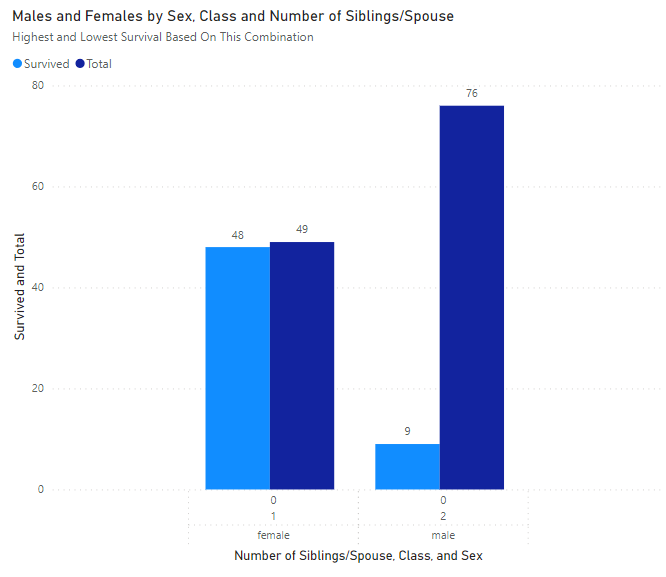 Males and Females by Sex, Class and Number of Siblings/Spouse
Highest and Lowest Survival Based On This Combination
Survived Total
80
60
40
20
0
Survived and Total
48
49
9
76
0 0
1 2
female male
Number of Siblings/Spouse, Class, and Sex